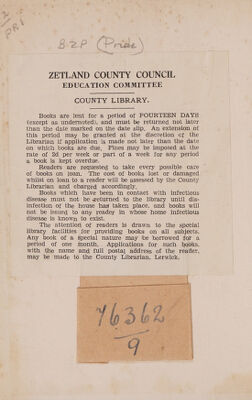 2
PRI
B2P (Pride)
ZETLAND COUNTY COUNCIL
EDUCATION COMMITTEE
COUNTY LIBRARY.
Books are lent for a period of FOURTEEN DAYS
(except as undernoted), and must be returned not later
than the date marked on the date slip. An extension of
this period may be granted at the discretion of the
Librarian if application is made not later than the date
on which books are due. Fines may be imposed at the
rate of 2d per week or part of a week for any period
a book is kept overdue.
Readers are requested to take every possible care
of books on loan. The cost of books lost or damaged
whilst on loan to a reader will be assessed by the County
Librarian and charged accordingly.
Books which have been in contact with infectious
disease must not be returned to the library until dis-
infection of the house has taken place, and books will
not be issued to any reader in whose home infectious
disease is known to exist.
The attention of readers is drawn to the special
library facilities for providing books on all subjects.
Any book of a special nature may be borrowed for a
period of one month. Applications for such books,
with the name and full postal address of the reader,
may be made to the County Librarian, Lerwick.
76362
9